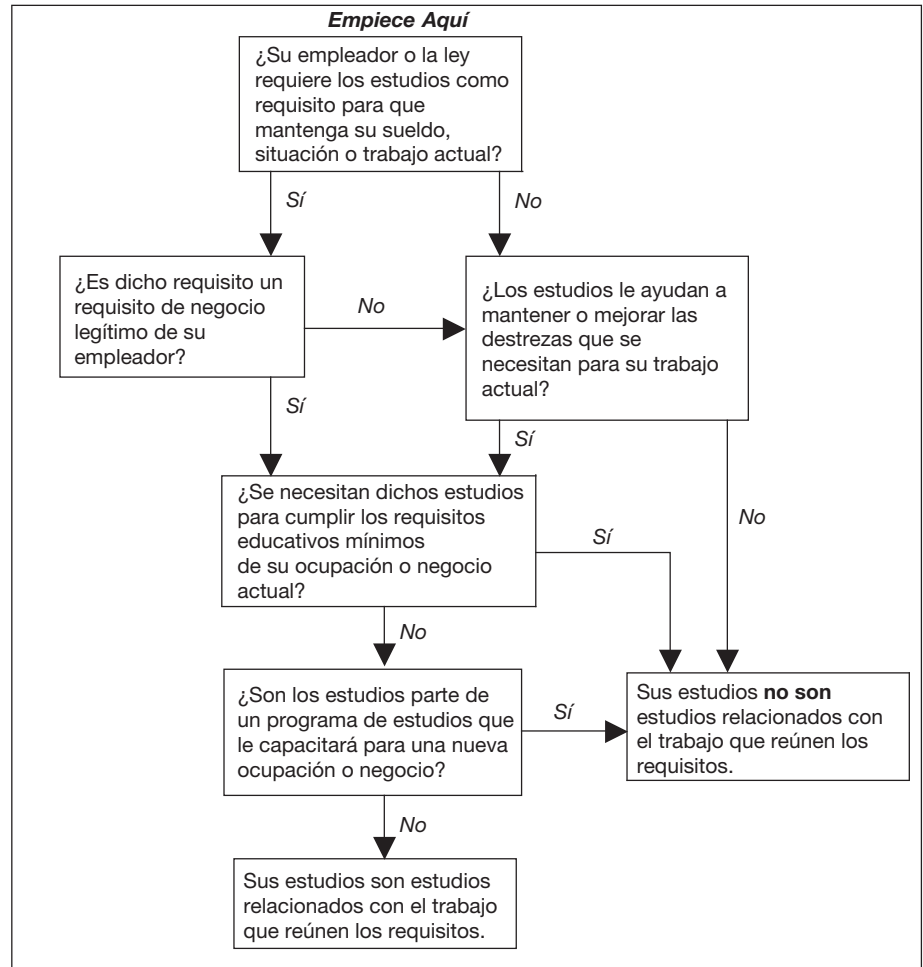 Empiece Aquí
¿Su empleador o la ley
requiere los estudios como
requisito para que
mantenga su sueldo,
situación o trabajo actual?
Sí
No
¿Es dicho requisito un
requisito de negocio
legítimo de su
empleador?
No
¿Los estudios le ayudan a
mantener o mejorar las
destrezas que se
necesitan para su trabajo
actual?
Sí
Sí
No
¿Se necesitan dichos estudios
para cumplir los requisitos
educativos mínimos
de su ocupación o negocio
actual?
Sí
No
¿Son los estudios parte de
un programa de estudios que
le capacitará para una nueva
ocupación o negocio?
Sí
Sus estudios no son
estudios relacionados con
el trabajo que reúnen los
requisitos.
No
Sus estudios son estudios
relacionados con el trabajo
que reúnen los requisitos.